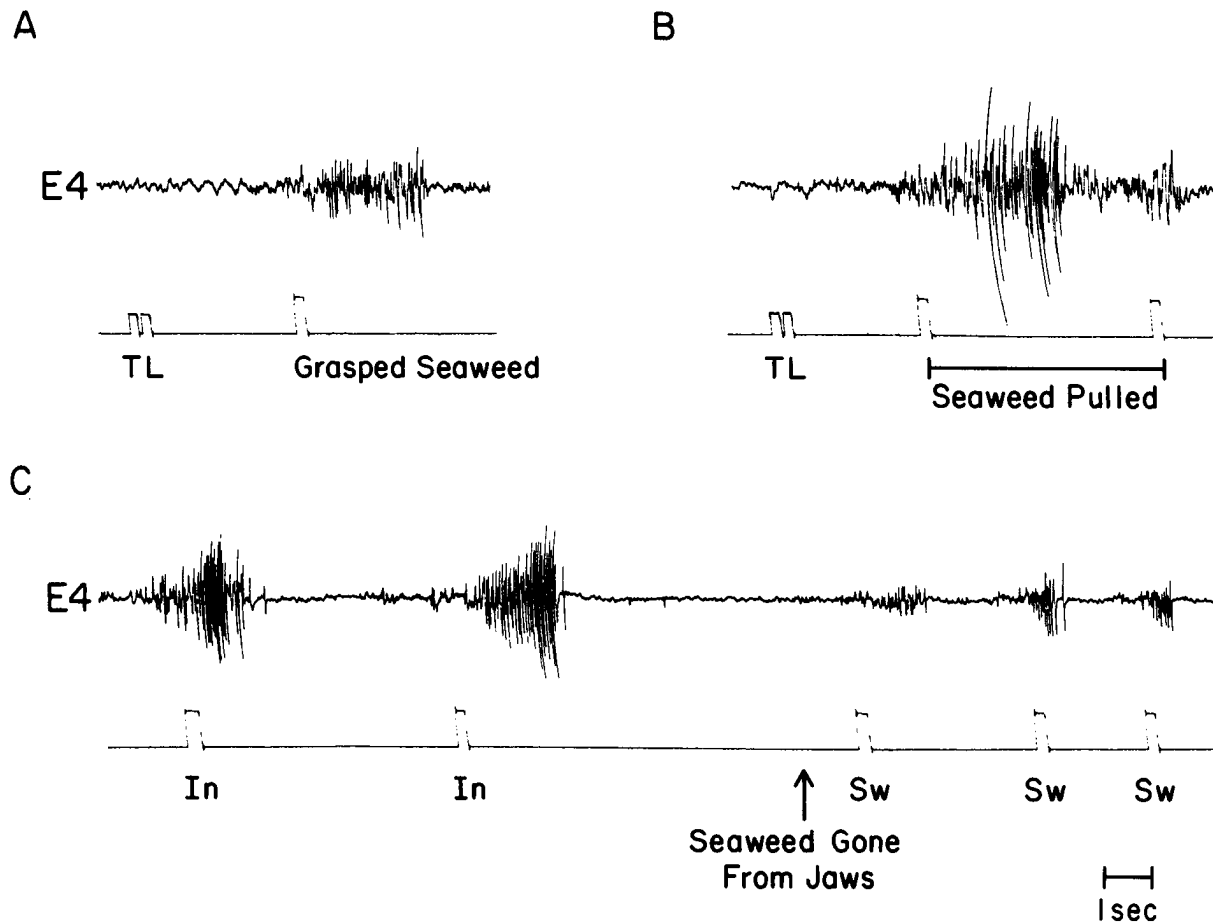 A
B
E4
TL
Grasped Seaweed
TL
Seaweed Pulled
C
E4
In
In
Sw
Sw
Sw
Seaweed Gone
From Jaws
1sec